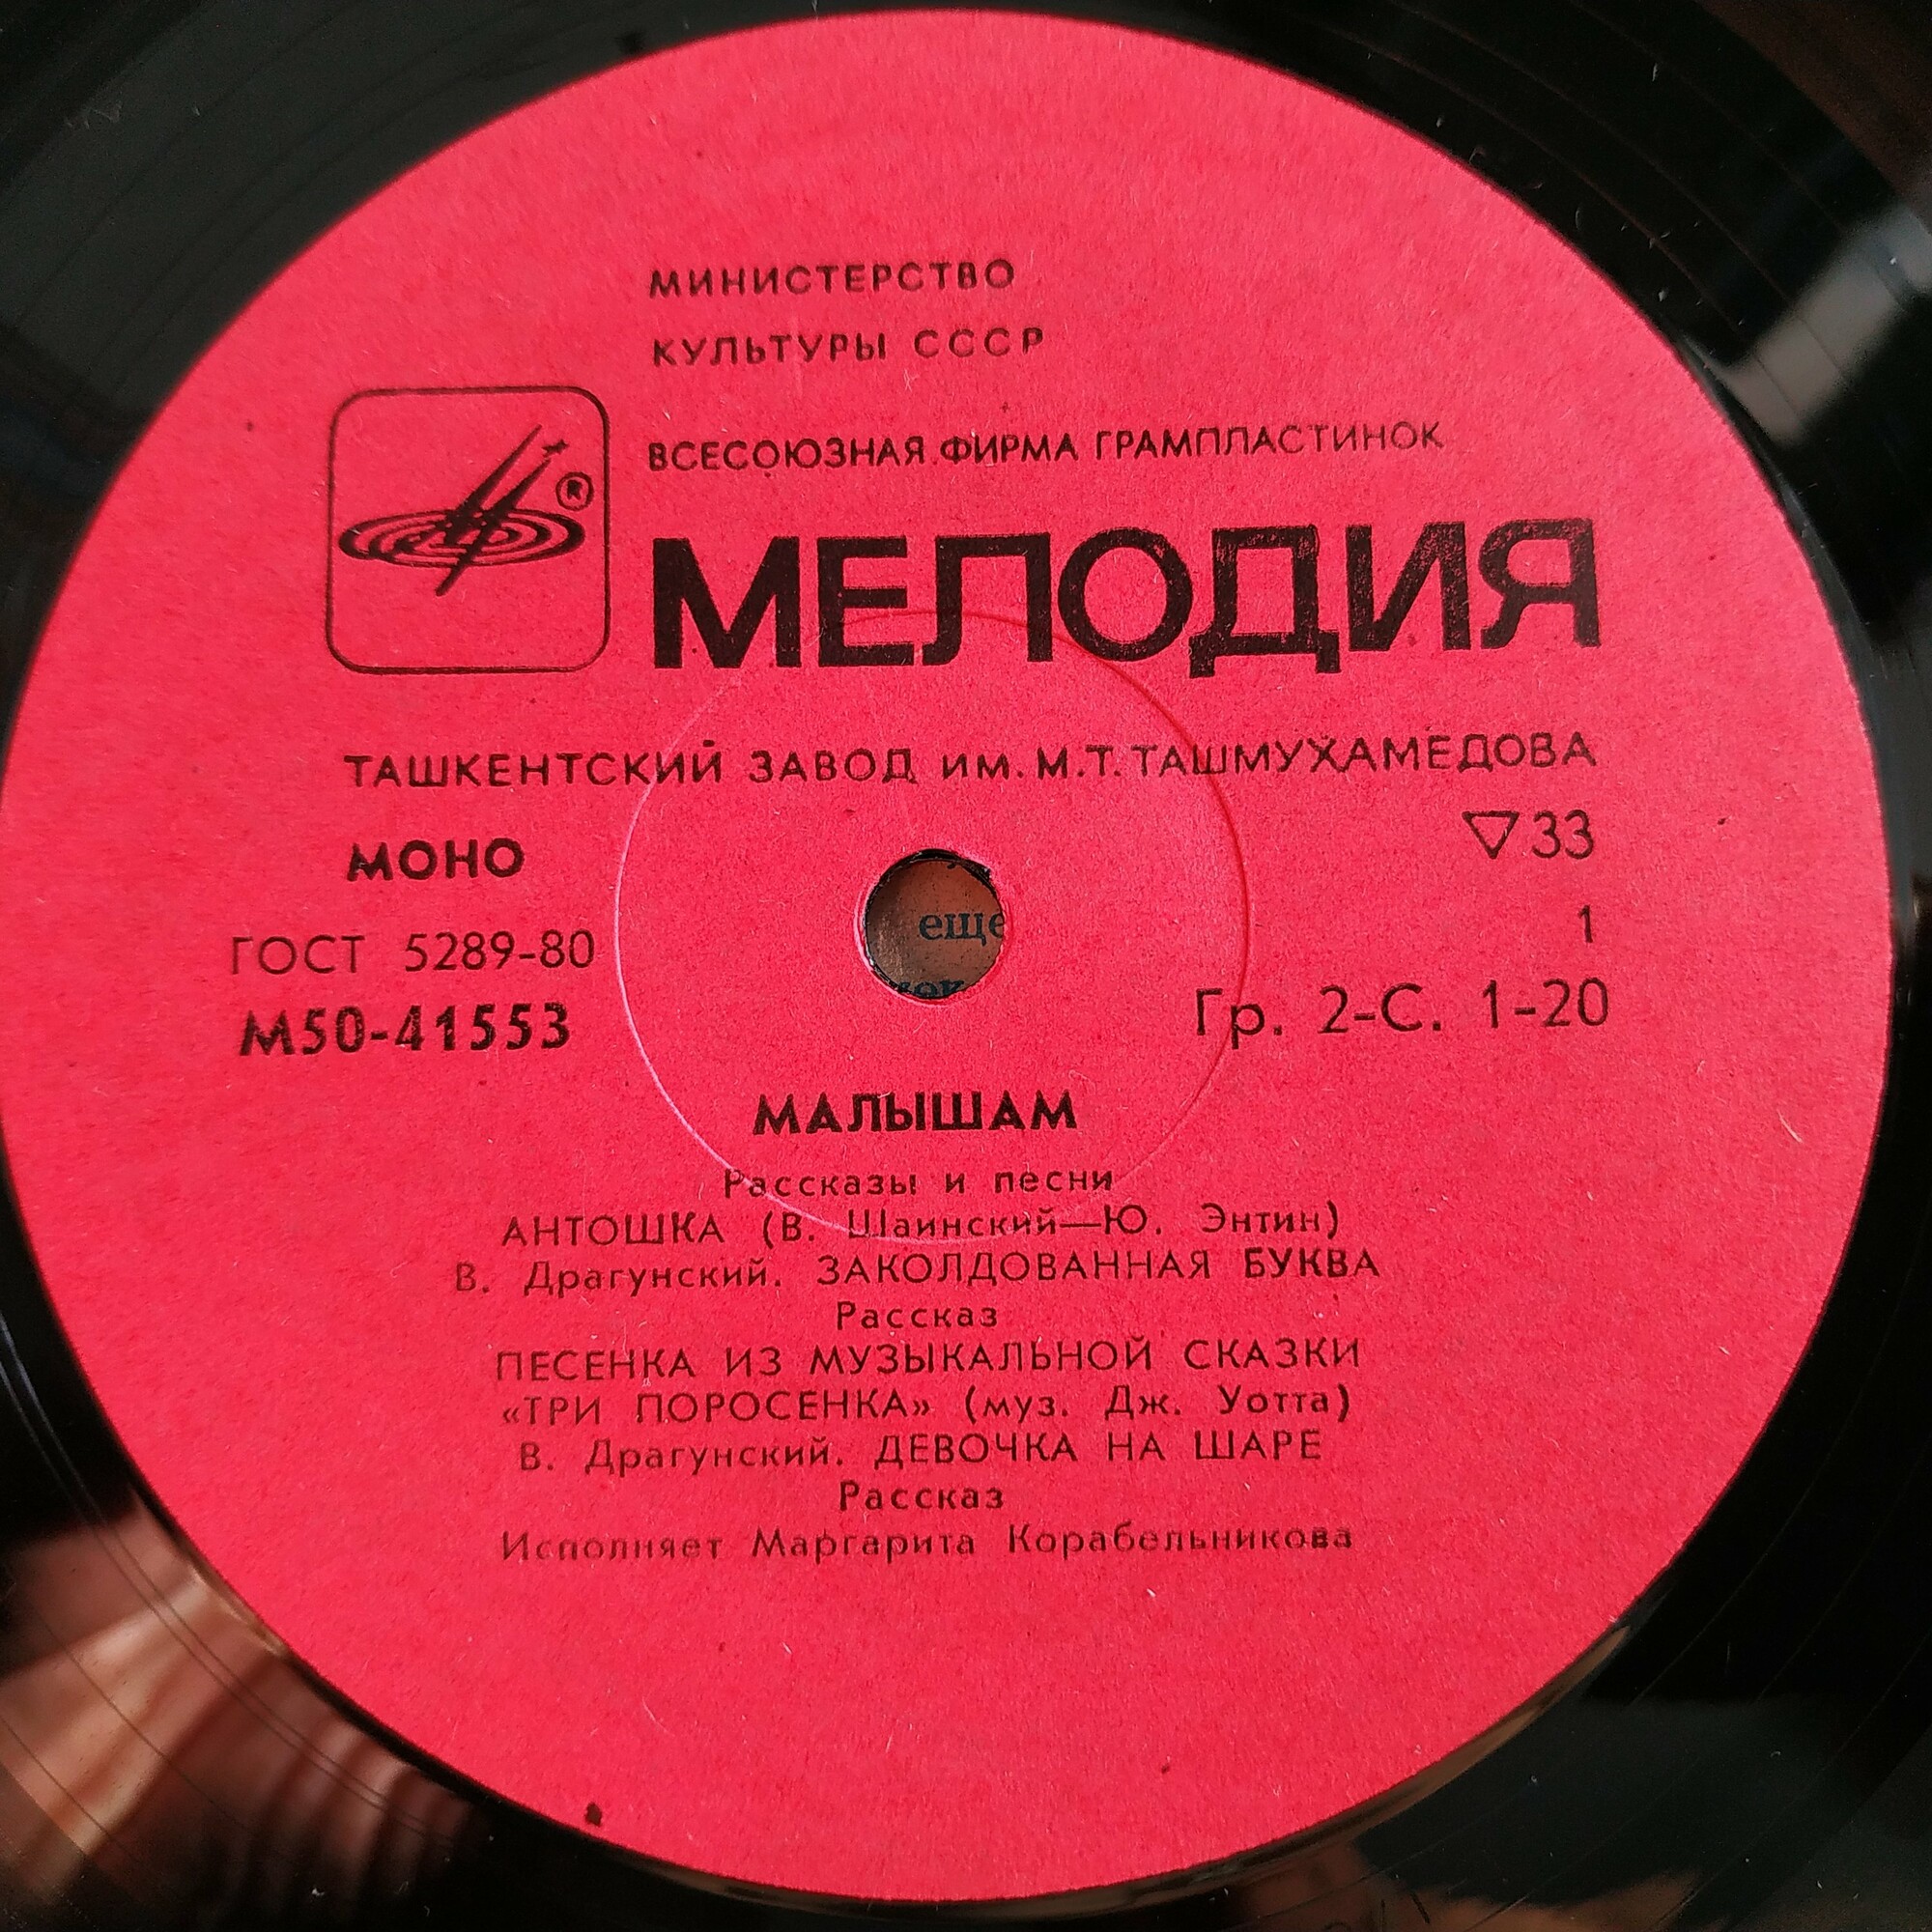 МИНИСТЕРСТВО
КУЛЬТУРЫ СССР
ВСЕСОЮЗНАЯ ФИРМА ГРАМПЛАСТИНОК
®
МЕЛОДИЯ
ТАШКЕНТСКИЙ ЗАВОД ИМ. М.Т. ТАШМУХАМЕДОВА
МОНО
▽33
ГОСТ 5289-80
1
М50-41553
Гр. 2-С. 1-20
еще
МАЛЫШАМ
Рассказы и песни
АНТОШКА (В. Шаинский—Ю. Энтин)
В. Драгунский. ЗАКОЛДОВАННАЯ БУКВА
Рассказ
ПЕСЕНКА ИЗ МУЗЫКАЛЬНОЙ СКАЗКИ
«ТРИ ПОРОСЕНКА» (муз. Дж. Уотта)
В. Драгунский. ДЕВОЧКА НА ШАРЕ
Рассказ
Исполняет Маргарита Корабельникова